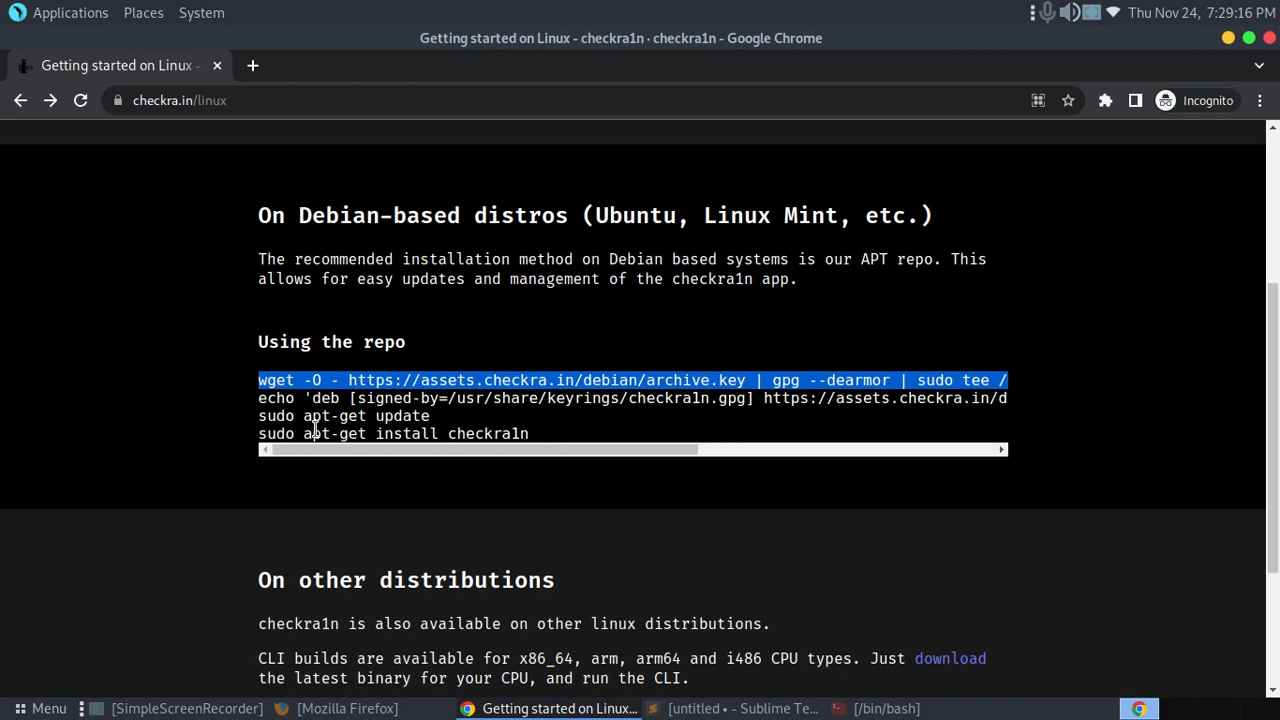 Applications Places System Thu Nov 24, 7:29:16 PM
Getting started on Linux - checkra1n · checkra1n - Google Chrome
Getting started on Linux -
checkra.in/linux Incognito
On Debian-based distros (Ubuntu, Linux Mint, etc.)
The recommended installation method on Debian based systems is our APT repo. This
allows for easy updates and management of the checkra1n app.
Using the repo
wget -O - https://assets.checkra.in/debian/archive.key | gpg --dearmor | sudo tee /
echo 'deb [signed-by=/usr/share/keyrings/checkra1n.gpg] https://assets.checkra.in/d
sudo apt-get update
sudo apt-get install checkra1n
On other distributions
checkra1n is also available on other linux distributions.
CLI builds are available for x86_64, arm, arm64 and i486 CPU types. Just download
the latest binary for your CPU, and run the CLI.
Menu [SimpleScreenRecorder] [Mozilla Firefox] Getting started on Linux... [untitled • - Sublime Te... [/bin/bash]